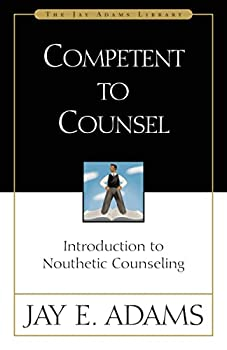 THE JAY ADAMS LIBRARY
COMPETENT
TO
COUNSEL
Introduction to
Nouthetic Counseling
JAY E. ADAMS